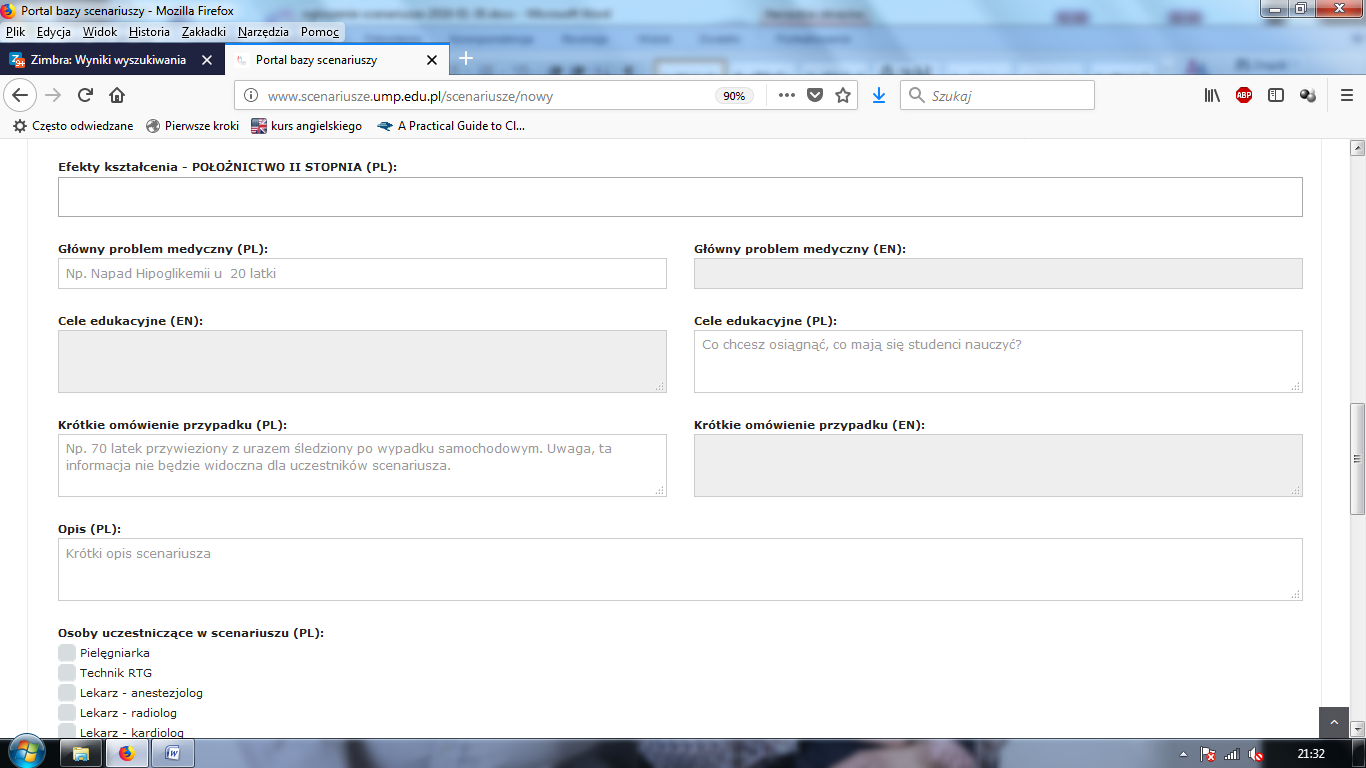 Portal bazy scenariuszy - Mozilla Firefox
Plik Edycja Widok Historia Zakładki Narzędzia Pomoc
Zimbra: Wyniki wyszukiwania
Portal bazy scenariuszy
www.scenariusze.ump.edu.pl/scenariusze/nowy
90%
Szukaj
ABP
Często odwiedzane
Pierwsze kroki
kurs angielskiego
A Practical Guide to Cl...
Efekty kształcenia - POŁOŻNICTWO II STOPNIA (PL):
Główny problem medyczny (PL):
Np. Napad Hipoglikemii u 20 latki
Główny problem medyczny (EN):
Cele edukacyjne (EN):
Cele edukacyjne (PL):
Co chcesz osiągnąć, co mają się studenci nauczyć?
Krótkie omówienie przypadku (PL):
Np. 70 latek przywieziony z urazem śledziony po wypadku samochodowym. Uwaga, ta
informacja nie będzie widoczna dla uczestników scenariusza.
Krótkie omówienie przypadku (EN):
Opis (PL):
Krótki opis scenariusza
Osoby uczestniczące w scenariuszu (PL):
Pielęgniarka
Technik RTG
Lekarz - anestezjolog
Lekarz - radiolog
Lekarz - kardiolog
21:32